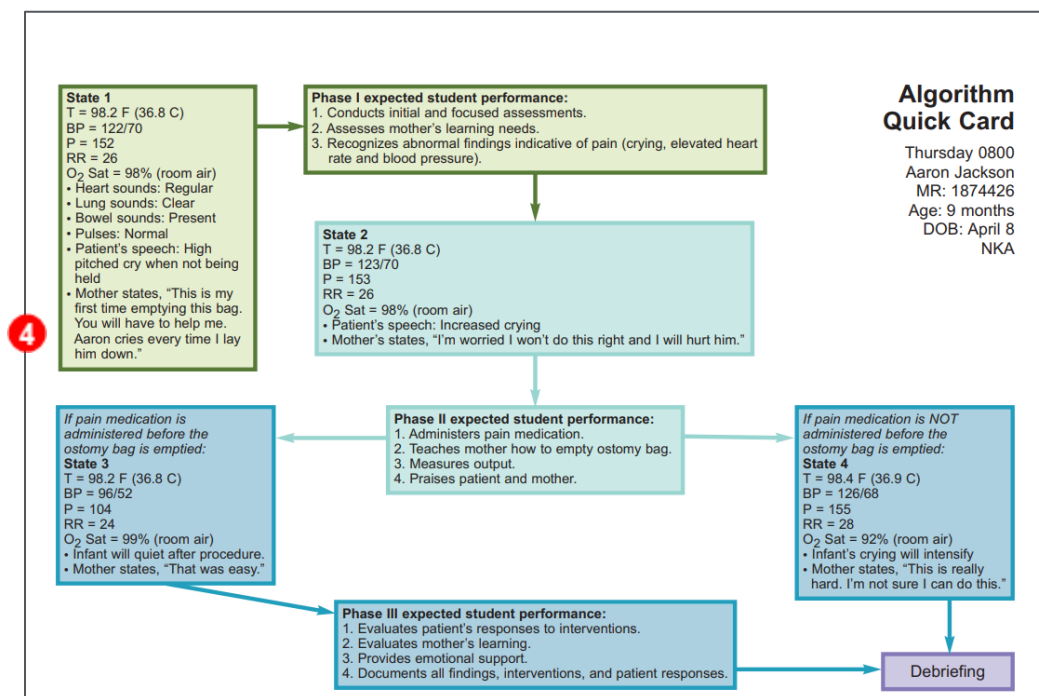 Algorithm
Quick Card
Thursday 0800
Aaron Jackson
MR: 1874426
Age: 9 months
DOB: April 8
NKA
4
State 1
T = 98.2 F (36.8 C)
BP = 122/70
P = 152
RR = 26
O2 Sat = 98% (room air)
• Heart sounds: Regular
• Lung sounds: Clear
• Bowel sounds: Present
• Pulses: Normal
• Patient's speech: High
pitched cry when not being
held
• Mother states, “This is my
first time emptying this bag.
You will have to help me.
Aaron cries every time I lay
him down.”
Phase I expected student performance:
1. Conducts initial and focused assessments.
2. Assesses mother's learning needs.
3. Recognizes abnormal findings indicative of pain (crying, elevated heart
rate and blood pressure).
State 2
T = 98.2 F (36.8 C)
BP = 123/70
P = 153
RR = 26
O2 Sat = 98% (room air)
• Patient's speech: Increased crying
• Mother's states, “I'm worried I won't do this right and I will hurt him.”
Phase II expected student performance:
1. Administers pain medication.
2. Teaches mother how to empty ostomy bag.
3. Measures output.
4. Praises patient and mother.
If pain medication is
administered before the
ostomy bag is emptied:
State 3
T = 98.2 F (36.8 C)
BP = 96/52
P = 104
RR = 24
O2 Sat = 99% (room air)
• Infant will quiet after procedure.
• Mother states, “That was easy.”
If pain medication is NOT
administered before the
ostomy bag is emptied:
State 4
T = 98.4 F (36.9 C)
BP = 126/68
P = 155
RR = 28
O2 Sat = 92% (room air)
• Infant's crying will intensify
• Mother states, “This is really
hard. I'm not sure I can do this.”
Phase III expected student performance:
1. Evaluates patient's responses to interventions.
2. Evaluates mother's learning.
3. Provides emotional support.
4. Documents all findings, interventions, and patient responses.
Debriefing